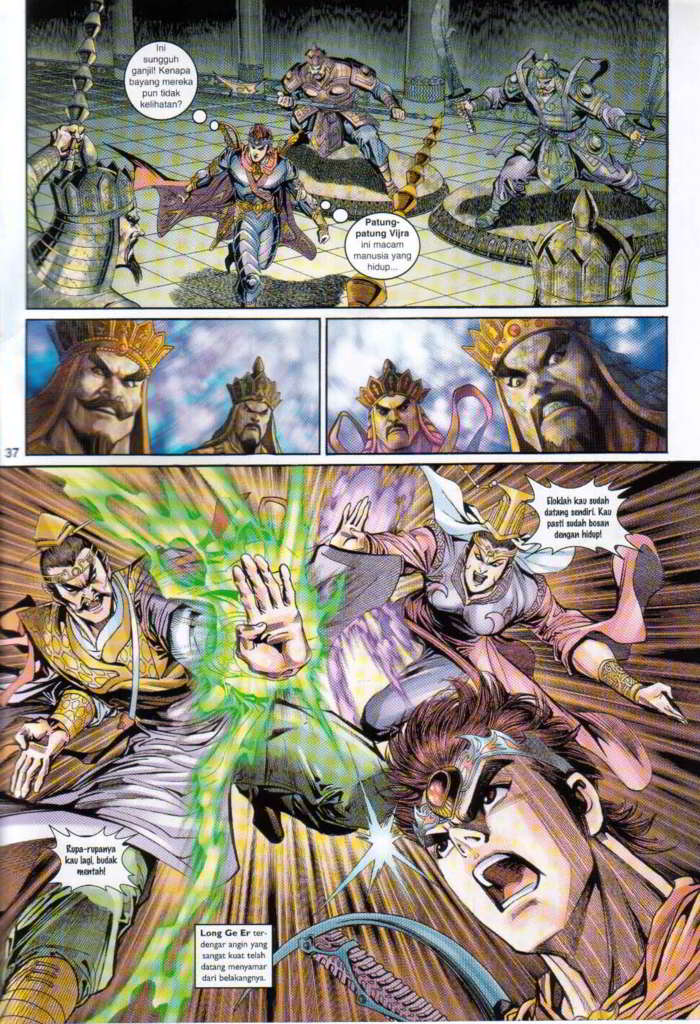 Ini
sungguh
ganjil! Kenapa
bayang mereka
pun tidak
kelihatan?
Patung-
patung Vijra
ini macam
manusia yang
hidup...
37
Eloklah kau sudah
datang sendiri. Kau
pasti sudah bosan
dengan hidup!
Rupa-rupanya
kau lagi, budak
mentah!
Long Ge Er ter-
dengar angin yang
sangat kuat telah
datang menyamar
dari belakangnya.